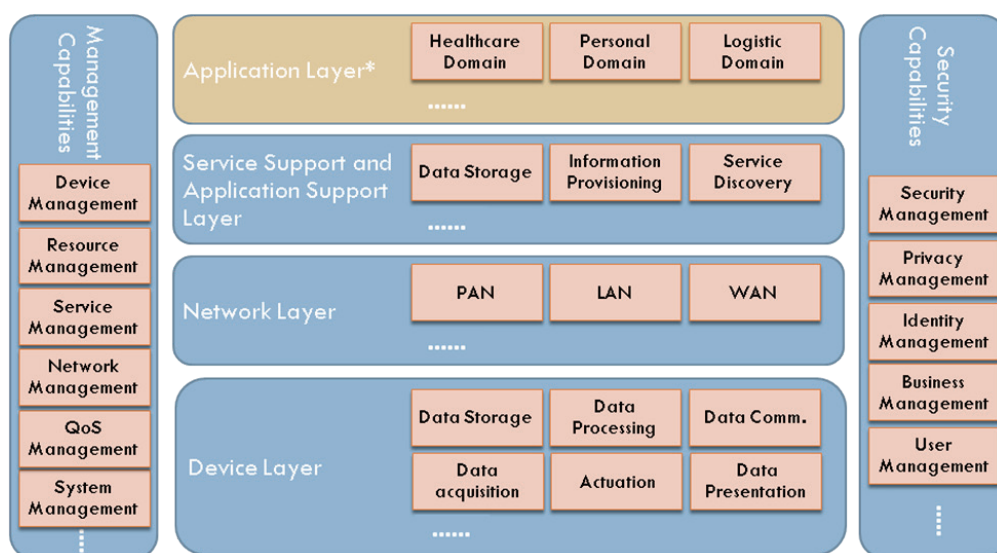 Management
Capabilities
Device
Management
Resource
Management
Service
Management
Network
Management
QoS
Management
System
Management
......
Application Layer*
Healthcare
Domain
Personal
Domain
Logistic
Domain
......
Service Support and
Application Support
Layer
Data Storage
Information
Provisioning
Service
Discovery
......
Network Layer
PAN
LAN
WAN
......
Device Layer
Data Storage
Data
Processing
Data Comm.
Data
acquisition
Actuation
Data
Presentation
......
Security
Capabilities
Security
Management
Privacy
Management
Identity
Management
Business
Management
User
Management
.....